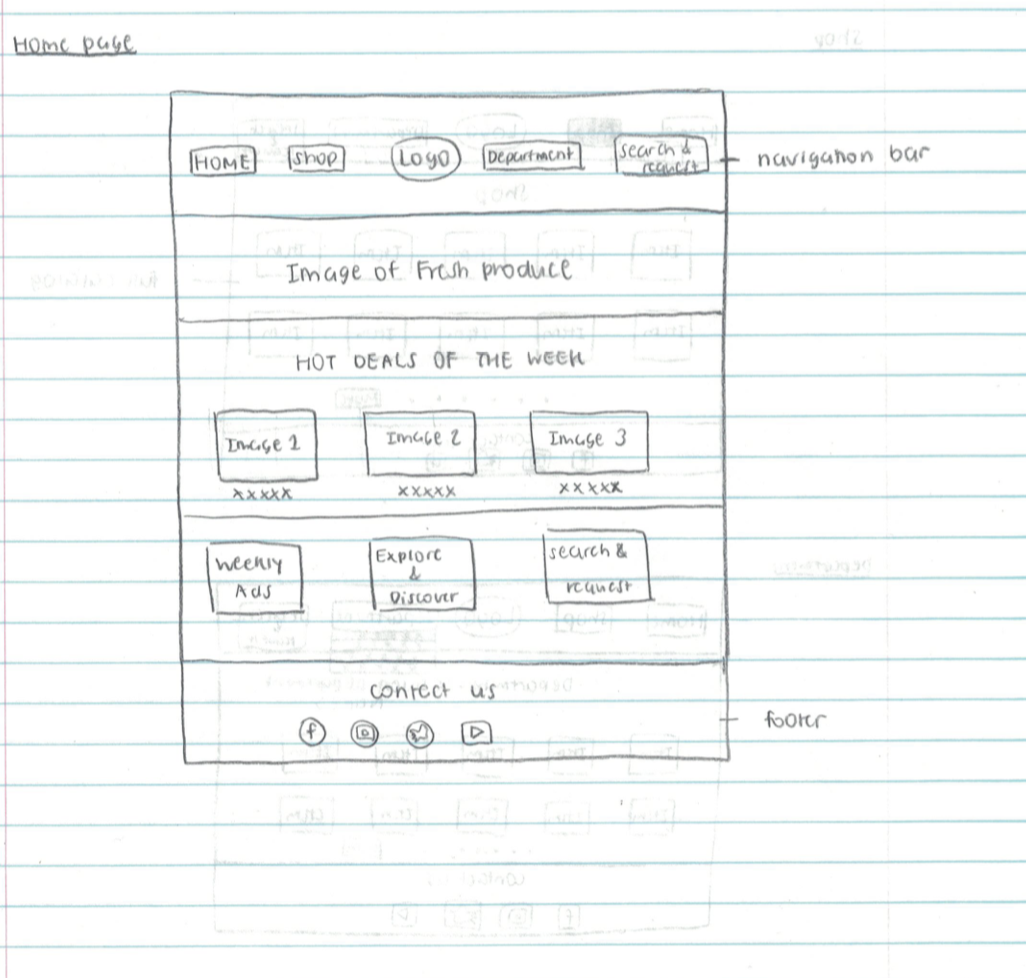 Home page
HOME shop Logo Department search & request
navigation bar
Image of Fresh produce
HOT DEALS OF THE WEEK
Image 1 Image 2 Image 3
xxxxx xxxxx xxxxx
weekly Ads
Explore & Discover
search & request
contact us
f
footer